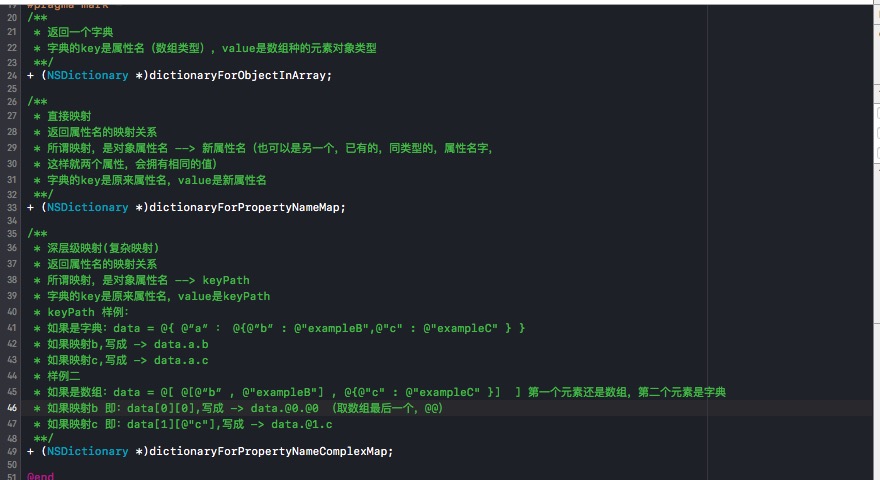 19 #pragma mark
20 /**
21  * 返回一个字典
22  * 字典的key是属性名（数组类型），value是数组种的元素对象类型
23  **/
24 + (NSDictionary *)dictionaryForObjectInArray;
25
26 /**
27  * 直接映射
28  * 返回属性名的映射关系
29  * 所谓映射，是对象属性名 --> 新属性名（也可以是另一个，已有的，同类型的，属性名字，
30  * 这样就两个属性，会拥有相同的值）
31  * 字典的key是原来属性名，value是新属性名
32  **/
33 + (NSDictionary *)dictionaryForPropertyNameMap;
34
35 /**
36  * 深层级映射(复杂映射)
37  * 返回属性名的映射关系
38  * 所谓映射，是对象属性名 --> keyPath
39  * 字典的key是原来属性名，value是keyPath
40  * keyPath 样例：
41  * 如果是字典：data = @{ @“a” :  @{@“b” : @"exampleB",@"c" : @"exampleC" } }
42  * 如果映射b,写成 -> data.a.b
43  * 如果映射c,写成 -> data.a.c
44  * 样例二
45  * 如果是数组：data = @[ @[@“b” , @"exampleB"] , @{@"c" : @"exampleC" }]  ] 第一个元素还是数组，第二个元素是字典
46  * 如果映射b 即：data[0][0],写成 -> data.@0.@0 （取数组最后一个，@@）
47  * 如果映射c 即：data[1][@"c"],写成 -> data.@1.c
48  **/
49 + (NSDictionary *)dictionaryForPropertyNameComplexMap;
50
51 @end